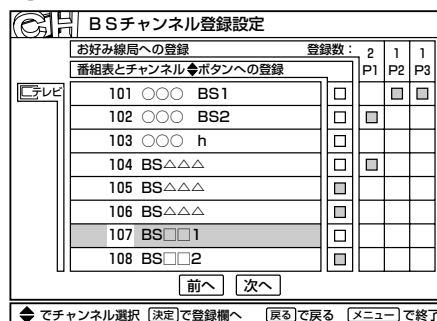 CH BSチャンネル登録設定
お好み線局への登録 登録数： 2 1 1
番組表とチャンネル◆ボタンへの登録 P1 P2 P3
テレビ
101 ○○○ BS1
102 ○○○ BS2
103 ○○○ h
104 BS△△△
105 BS△△△
106 BS△△△
107 BS□□1
108 BS□□2
前へ 次へ
◆でチャンネル選択 決定で登録欄へ 戻るで戻る メニューで終了